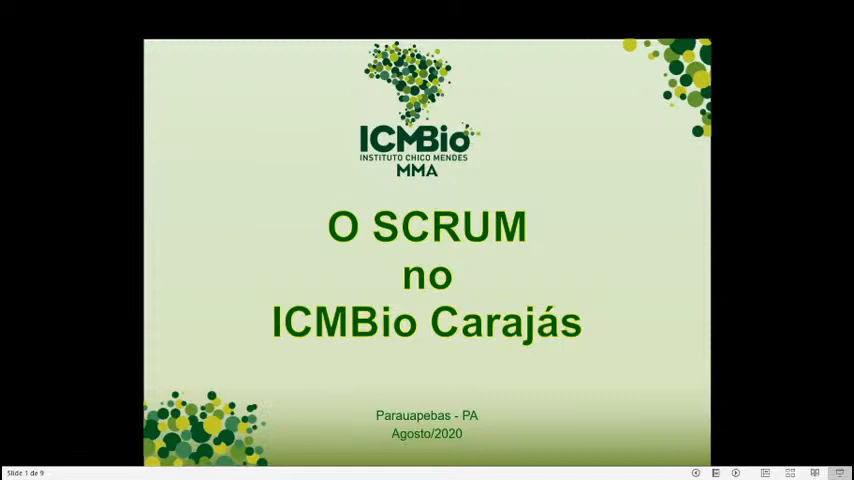 ICMBio
INSTITUTO CHICO MENDES
MMA
O SCRUM
no
ICMBio Carajás
Parauapebas - PA
Agosto/2020
Slide 1 de 9